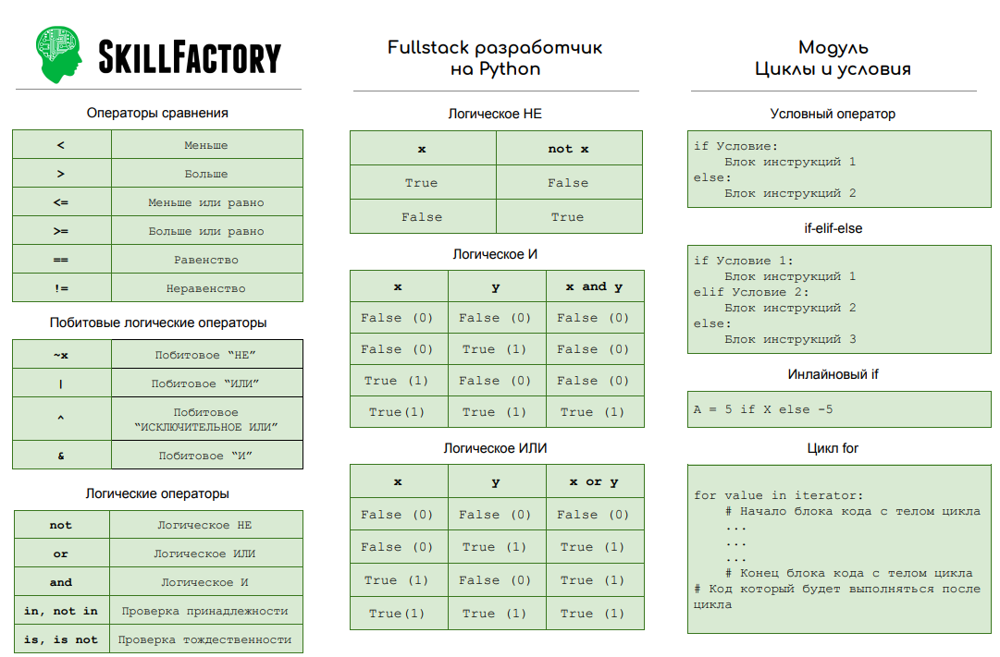 SKILLFACTORY
Операторы сравнения
< Меньше
> Больше
<= Меньше или равно
>= Больше или равно
== Равенство
!= Неравенство
Побитовые логические операторы
~x Побитовое “НЕ”
| Побитовое “ИЛИ”
^ Побитовое
“ИСКЛЮЧИТЕЛЬНОЕ ИЛИ”
& Побитовое “И”
Логические операторы
not Логическое НЕ
or Логическое ИЛИ
and Логическое И
in, not in Проверка принадлежности
is, is not Проверка тождественности
Fullstack разработчик
на Python
Логическое НЕ
x not x
True False
False True
Логическое И
x y x and y
False (0) False (0) False (0)
False (0) True (1) False (0)
True (1) False (0) False (0)
True(1) True (1) True (1)
Логическое ИЛИ
x y x or y
False (0) False (0) False (0)
False (0) True (1) True (1)
True (1) False (0) True (1)
True(1) True (1) True (1)
Модуль
Циклы и условия
Условный оператор
if Условие:
    Блок инструкций 1
else:
    Блок инструкций 2
if-elif-else
if Условие 1:
    Блок инструкций 1
elif Условие 2:
    Блок инструкций 2
else:
    Блок инструкций 3
Инлайновый if
A = 5 if X else -5
Цикл for
for value in iterator:
    # Начало блока кода с телом цикла
    ...
    ...
    ...
    # Конец блока кода с телом цикла
# Код который будет выполняться после
цикла